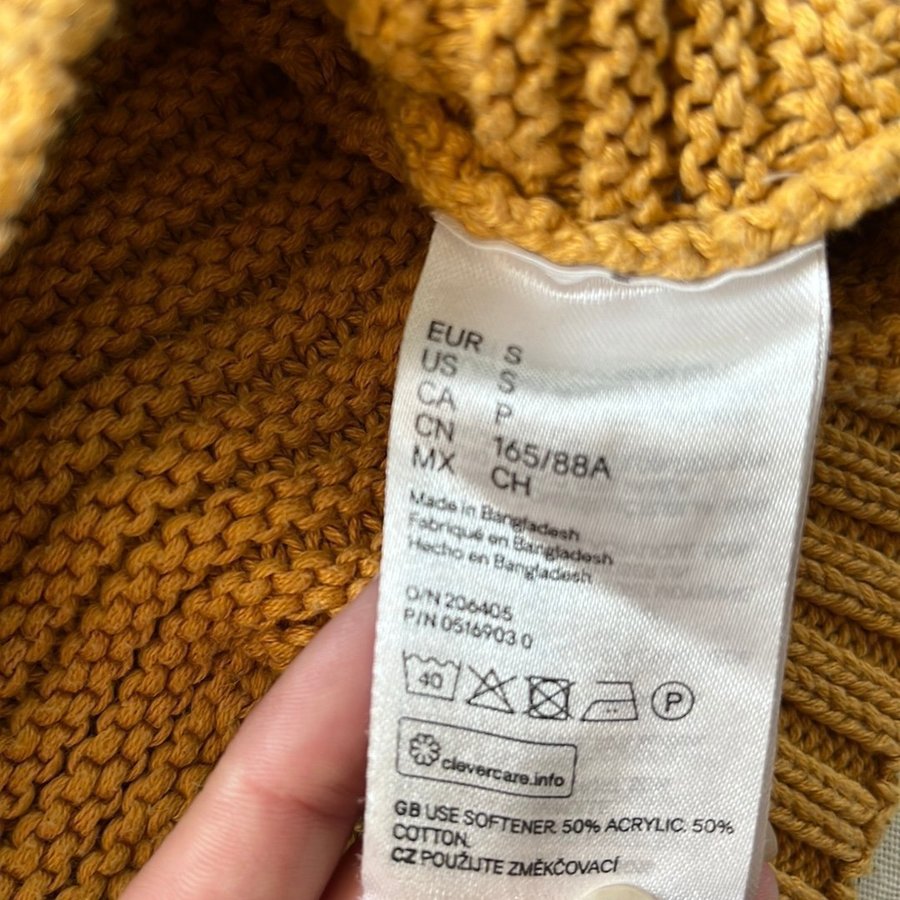 EUR S
US S
CA P
CN 165/88A
MX CH
Made in Bangladesh
Fabriqué en Bangladesh
Hecho en Bangladesh
O/N 206405
P/N 0516903 0
40
P
clevercare.info
GB USE SOFTENER. 50% ACRYLIC. 50%
COTTON.
CZ POUŽIJTE ZMĚKČOVACÍ